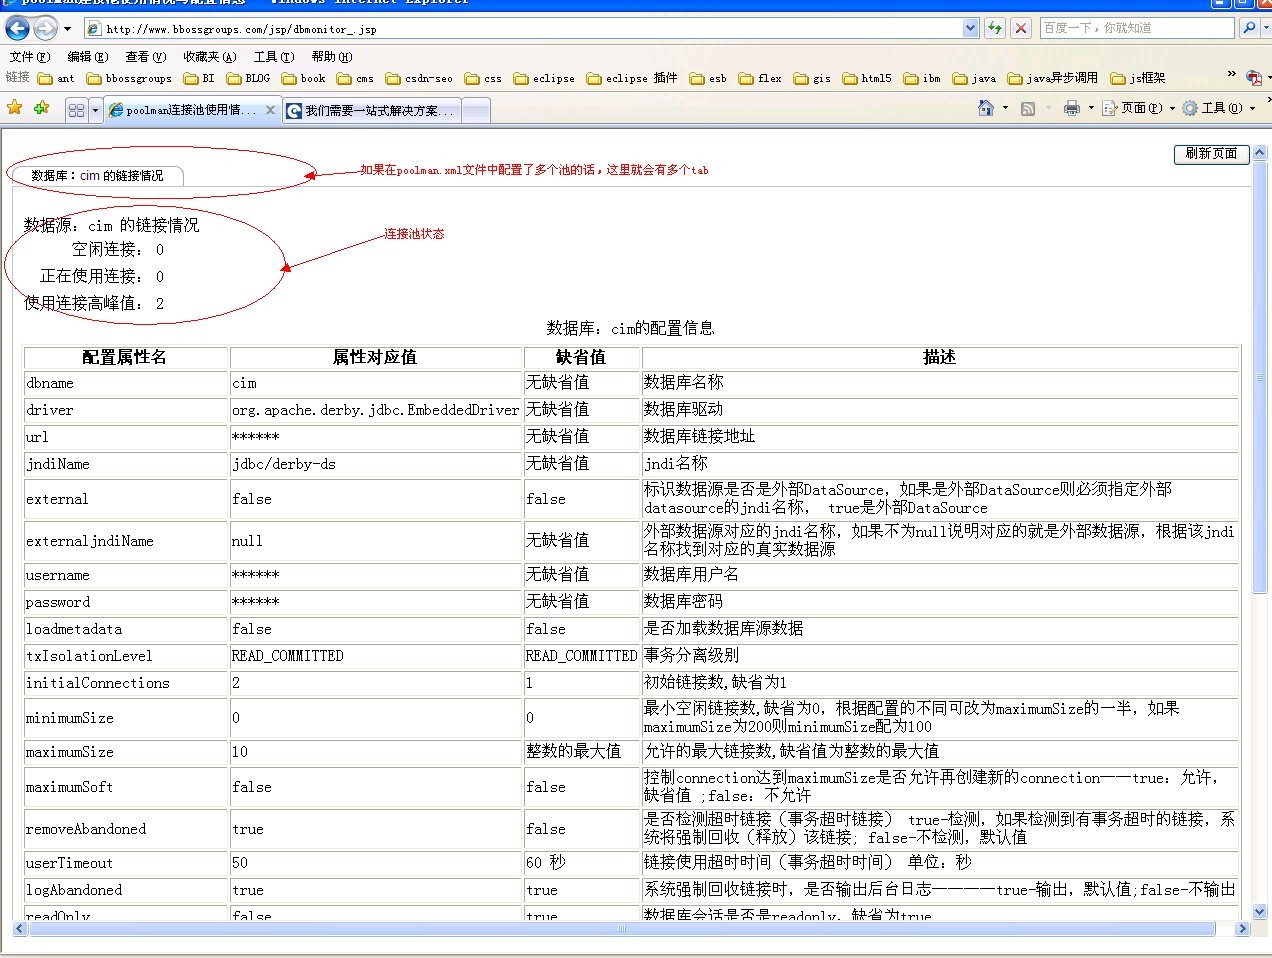 http://www.bbossgroups.com/jsp/dbmonitor_.jsp
百度一下，你就知道
文件(F) 编辑(E) 查看(V) 收藏夹(A) 工具(T) 帮助(H)
链接 ant bbossgroups BI BLOG book cms csdn-seo css eclipse eclipse 插件 esb flex gis html5 ibm java java异步调用 js框架 »
poolman连接池使用情... 我们需要一站式解决方案... 页面(P) 工具(O)
刷新页面
数据库：cim 的链接情况
如果在poolman.xml文件中配置了多个池的话，这里就会有多个tab
数据源：cim 的链接情况
连接池状态
空闲连接： 0
正在使用连接： 0
使用连接高峰值： 2
数据库：cim的配置信息
配置属性名 属性对应值 缺省值 描述
dbname cim 无缺省值 数据库名称
driver org.apache.derby.jdbc.EmbeddedDriver 无缺省值 数据库驱动
url ****** 无缺省值 数据库链接地址
jndiName jdbc/derby-ds 无缺省值 jndi名称
external false false 标识数据源是否是外部DataSource，如果是外部DataSource则必须指定外部
datasource的jndi名称， true是外部DataSource
externaljndiName null 无缺省值 外部数据源对应的jndi名称，如果不为null说明对应的就是外部数据源，根据该jndi
名称找到对应的真实数据源
username ****** 无缺省值 数据库用户名
password ****** 无缺省值 数据库密码
loadmetadata false false 是否加载数据库源数据
txIsolationLevel READ_COMMITTED READ_COMMITTED 事务分离级别
initialConnections 2 1 初始链接数,缺省为1
minimumSize 0 0 最小空闲链接数,缺省为0，根据配置的不同可改为maximumSize的一半，如果
maximumSize为200则minimumSize配为100
maximumSize 10 整数的最大值 允许的最大链接数,缺省值为整数的最大值
maximumSoft false false 控制connection达到maximumSize是否允许再创建新的connection——true：允许，
缺省值 ;false：不允许
removeAbandoned true false 是否检测超时链接（事务超时链接） true-检测，如果检测到有事务超时的链接，系
统将强制回收（释放）该链接; false-不检测，默认值
userTimeout 50 60 秒 链接使用超时时间（事务超时时间） 单位：秒
logAbandoned true true 系统强制回收链接时，是否输出后台日志————true-输出，默认值;false-不输出
readOnly false true 数据库会话是否是readonly，缺省为true